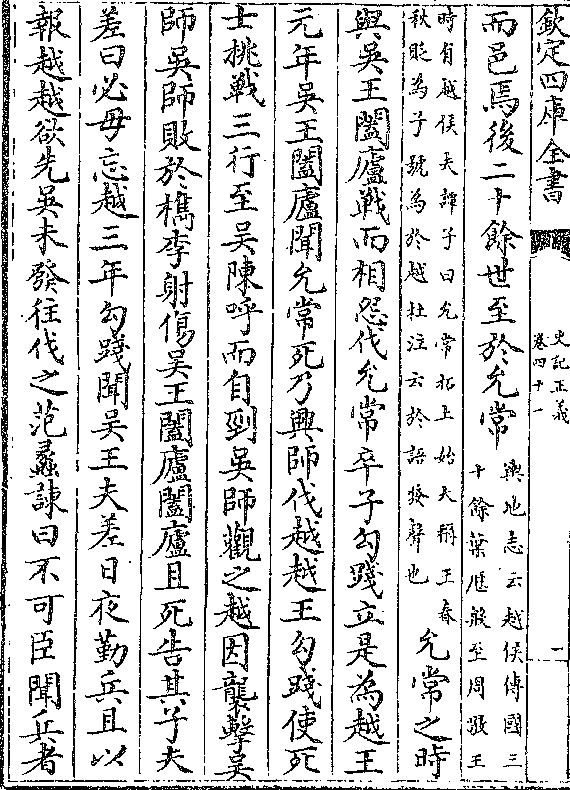 欽定四庫全書
史記正義
卷四十一
一
而邑焉後二十餘世至於允常
輿地志云越侯傳國三
十餘葉歷殷至周敬王
時有越侯夫譚子曰允常拓土始大稱王春
秋貶為子號為於越杜注云於語發聲也
允常之時
與吳王闔廬戰而相怨伐允常卒子勾踐立是為越王
元年吳王闔廬聞允常死乃興師伐越越王勾踐使死
士挑戰三行至吳陳呼而自剄吳師觀之越因襲擊吳
師吳師敗於檇李射傷吳王闔廬闔廬且死告其子夫
差曰必毋忘越三年勾踐聞吳王夫差日夜勤兵且以
報越越欲先吳未發往伐之范蠡諫曰不可臣聞兵者